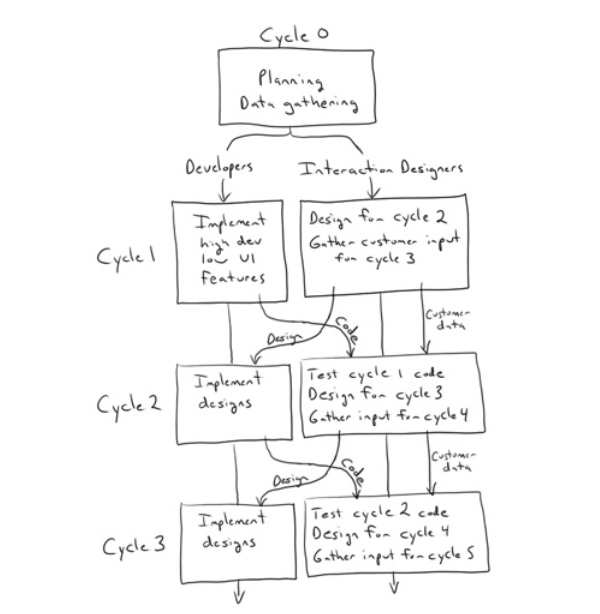 Cycle 0
Planning
Data gathering
Developers
Interaction Designers
Cycle 1
Implement
high dev
low UI
features
Design for cycle 2
Gather customer input
for cycle 3
Design
Code
Customer
data
Cycle 2
Implement
designs
Test cycle 1 code
Design for cycle 3
Gather input for cycle 4
Design
Code
Customer
data
Cycle 3
Implement
designs
Test cycle 2 code
Design for cycle 4
Gather input for cycle 5